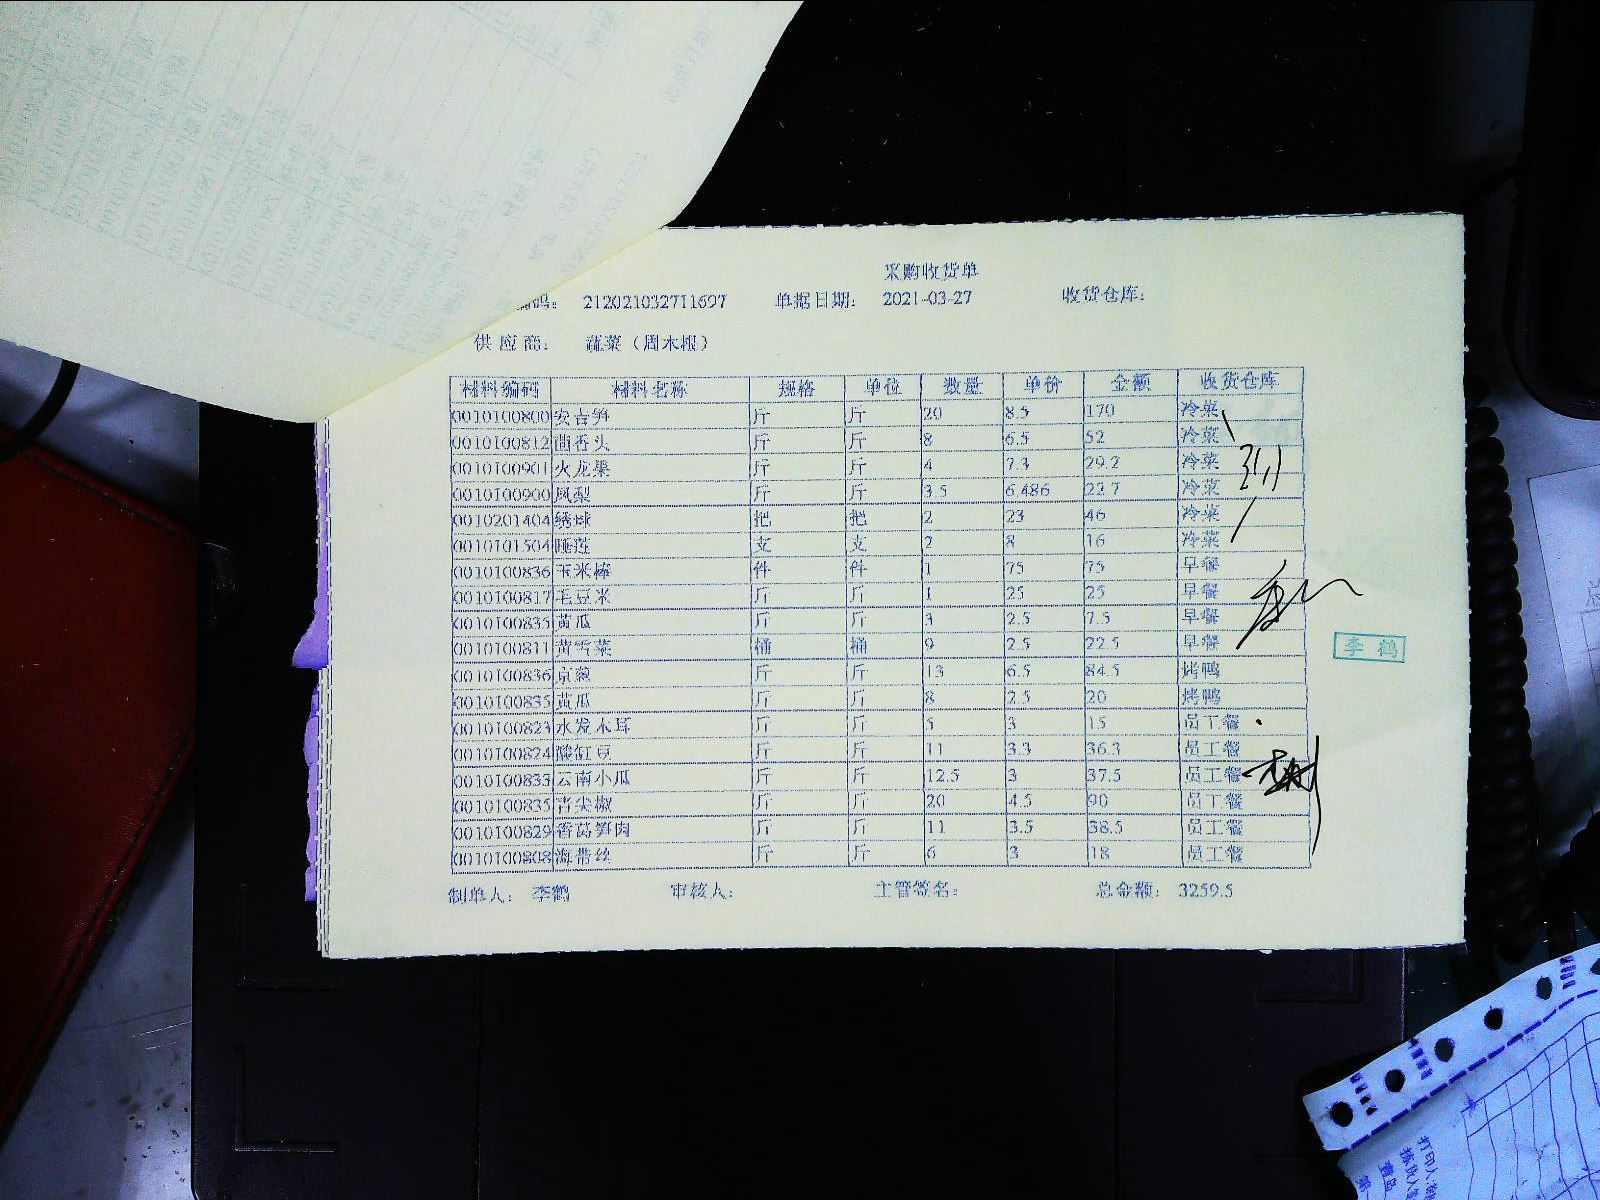 采购收货单
编码： 212021032711697 单据日期： 2021-03-27 收货仓库：
供应商： 蔬菜（周木根）
材料编码 材料名称 规格 单位 数量 单价 金额 收货仓库
0010100800 安吉笋 斤 斤 20 8.5 170 冷菜
0010100812 茴香头 斤 斤 8 6.5 52 冷菜
0010100901 火龙果 斤 斤 4 7.3 29.2 冷菜
0010100900 凤梨 斤 斤 3.5 6.486 22.7 冷菜
0010201404 绣球 把 把 2 23 46 冷菜
0010101504 睡莲 支 支 2 8 16 冷菜
0010100836 玉米棒 件 件 1 75 75 早餐
0010100817 毛豆米 斤 斤 1 25 25 早餐
0010100835 黄瓜 斤 斤 3 2.5 7.5 早餐
0010100811 黄雪菜 桶 桶 9 2.5 22.5 早餐
李鹤
0010100836 京葱 斤 斤 13 6.5 84.5 烤鸭
0010100835 黄瓜 斤 斤 8 2.5 20 烤鸭
0010100823 水发木耳 斤 斤 5 3 15 员工餐
0010100824 酸缸豆 斤 斤 11 3.3 36.3 员工餐
0010100833 云南小瓜 斤 斤 12.5 3 37.5 员工餐
0010100835 青尖椒 斤 斤 20 4.5 90 员工餐
0010100829 香莴笋肉 斤 斤 11 3.5 38.5 员工餐
0010100808 海带丝 斤 斤 6 3 18 员工餐
制单人： 李鹤 审核人： 主管签名： 总金额： 3259.5